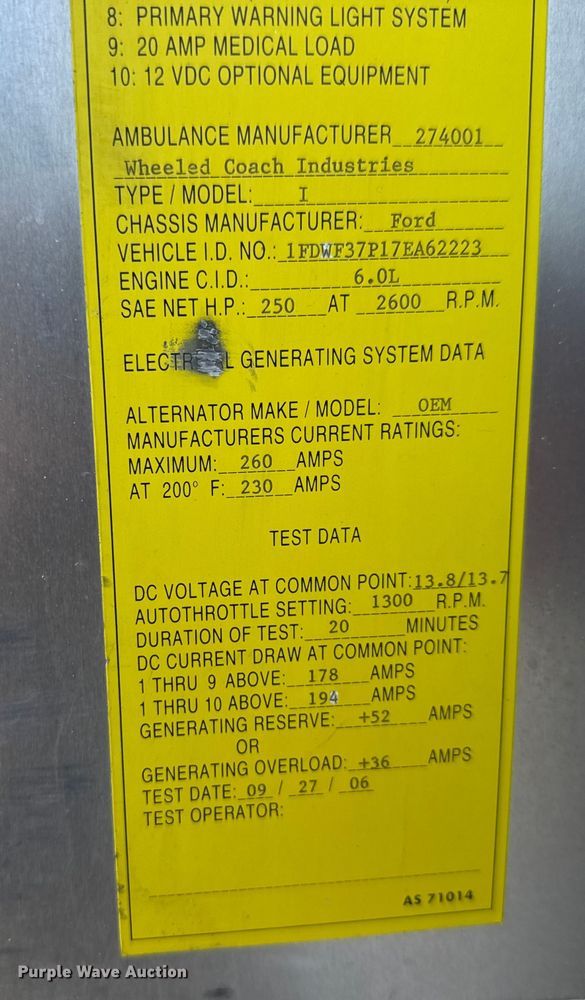 8: PRIMARY WARNING LIGHT SYSTEM
9: 20 AMP MEDICAL LOAD
10: 12 VDC OPTIONAL EQUIPMENT
AMBULANCE MANUFACTURER 274001
Wheeled Coach Industries
TYPE / MODEL: I
CHASSIS MANUFACTURER: Ford
VEHICLE I.D. NO.: 1FDWF37P17EA62223
ENGINE C.I.D.: 6.0L
SAE NET H.P.: 250 AT 2600 R.P.M.
GENERATING SYSTEM DATA
ALTERNATOR MAKE / MODEL: OEM
MANUFACTURERS CURRENT RATINGS:
MAXIMUM: 260 AMPS
AT 200° F: 230 AMPS
TEST DATA
DC VOLTAGE AT COMMON POINT: 13.8/13.7
AUTOTHROTTLE SETTING: 1300 R.P.M.
DURATION OF TEST: 20 MINUTES
DC CURRENT DRAW AT COMMON POINT:
1 THRU 9 ABOVE: 178 AMPS
1 THRU 10 ABOVE: 194 AMPS
GENERATING RESERVE: +52 AMPS
OR
GENERATING OVERLOAD: +36 AMPS
TEST DATE: 09 / 27 / 06
TEST OPERATOR:
AS 71014
Purple Wave Auction